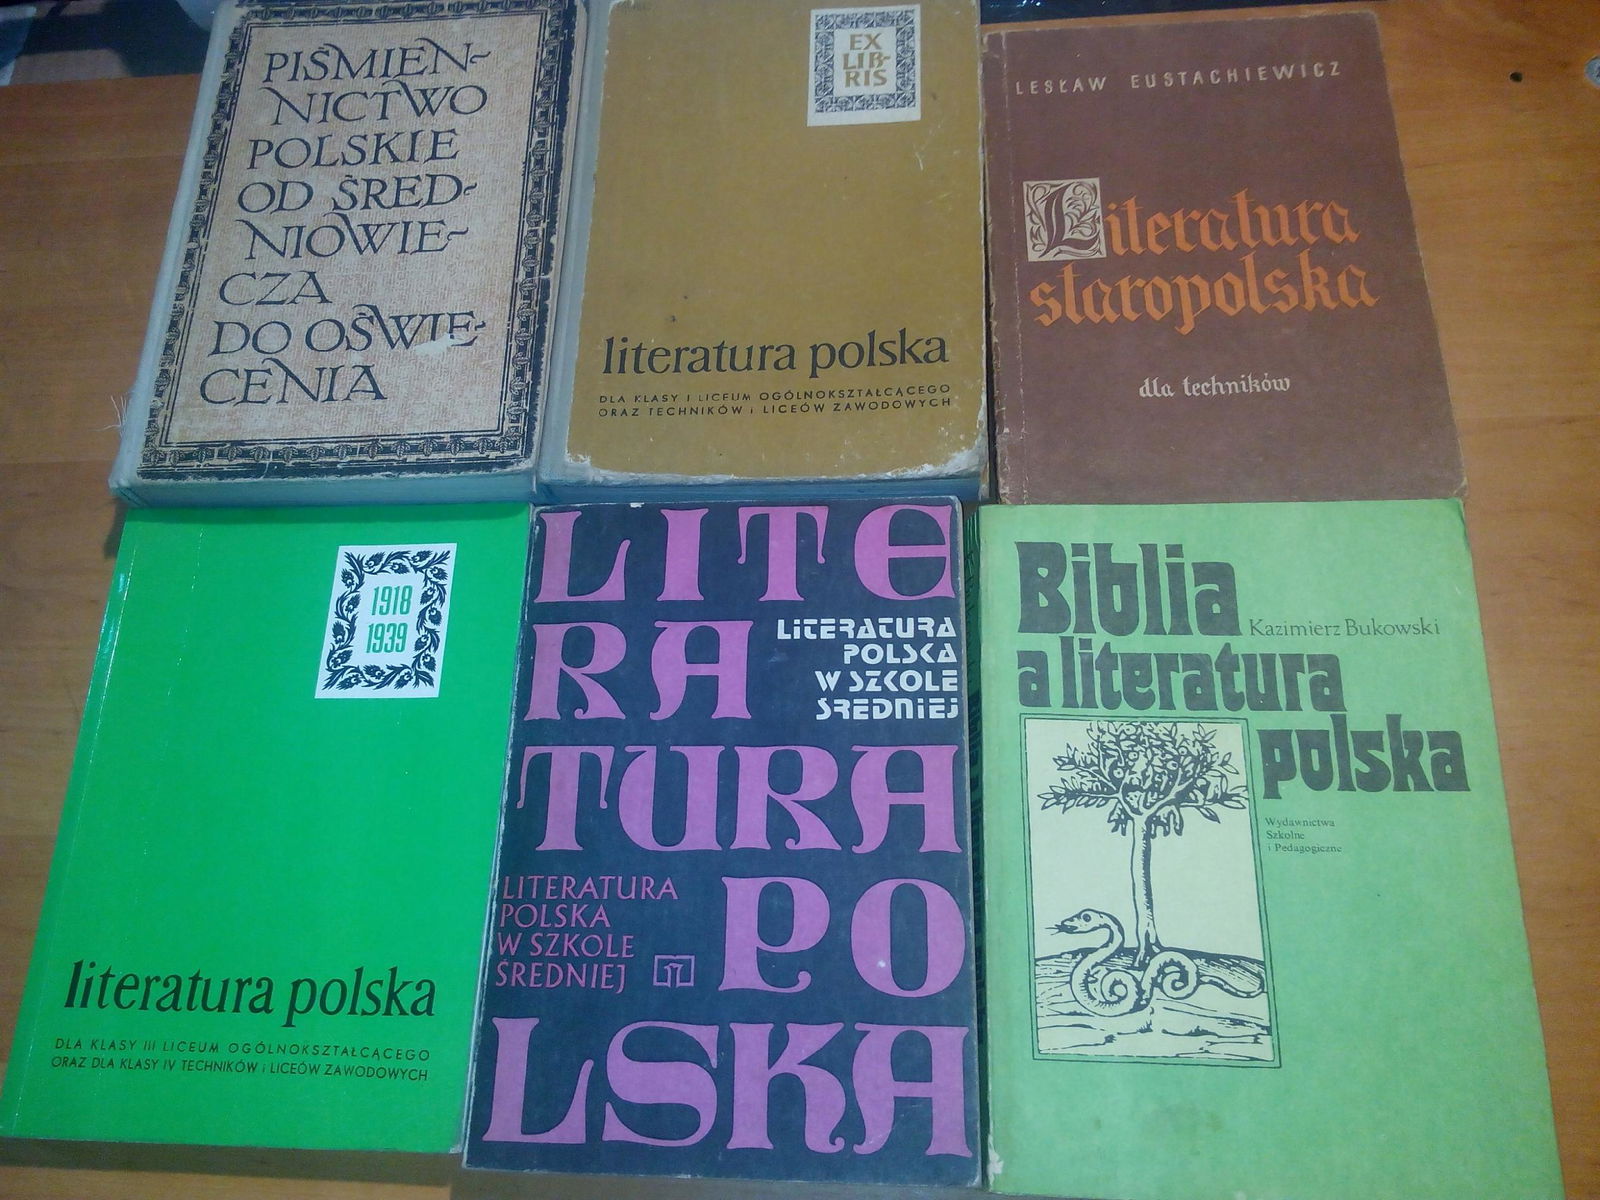 PIŚMIEN-
NICTWO
POLSKIE
OD ŚRED-
NIOWIE-
CZA
DO OŚWIE-
CENIA
EX
LIB-
RIS
literatura polska
DLA KLASY I LICEUM OGÓLNOKSZTAŁCĄCEGO
ORAZ TECHNIKÓW i LICEÓW ZAWODOWYCH
LESŁAW EUSTACHIEWICZ
Literatura
staropolska
dla techników
1918
1939
literatura polska
DLA KLASY III LICEUM OGÓLNOKSZTAŁCĄCEGO
ORAZ DLA KLASY IV TECHNIKÓW i LICEÓW ZAWODOWYCH
LITE
RA
TURA
PO
LSKA
LITERATURA
POLSKA
W SZKOLE
ŚREDNIEJ
LITERATURA
POLSKA
W SZKOLE
ŚREDNIEJ
Biblia
Kazimierz Bukowski
a literatura
polska
Wydawnictwa
Szkolne
i Pedagogiczne